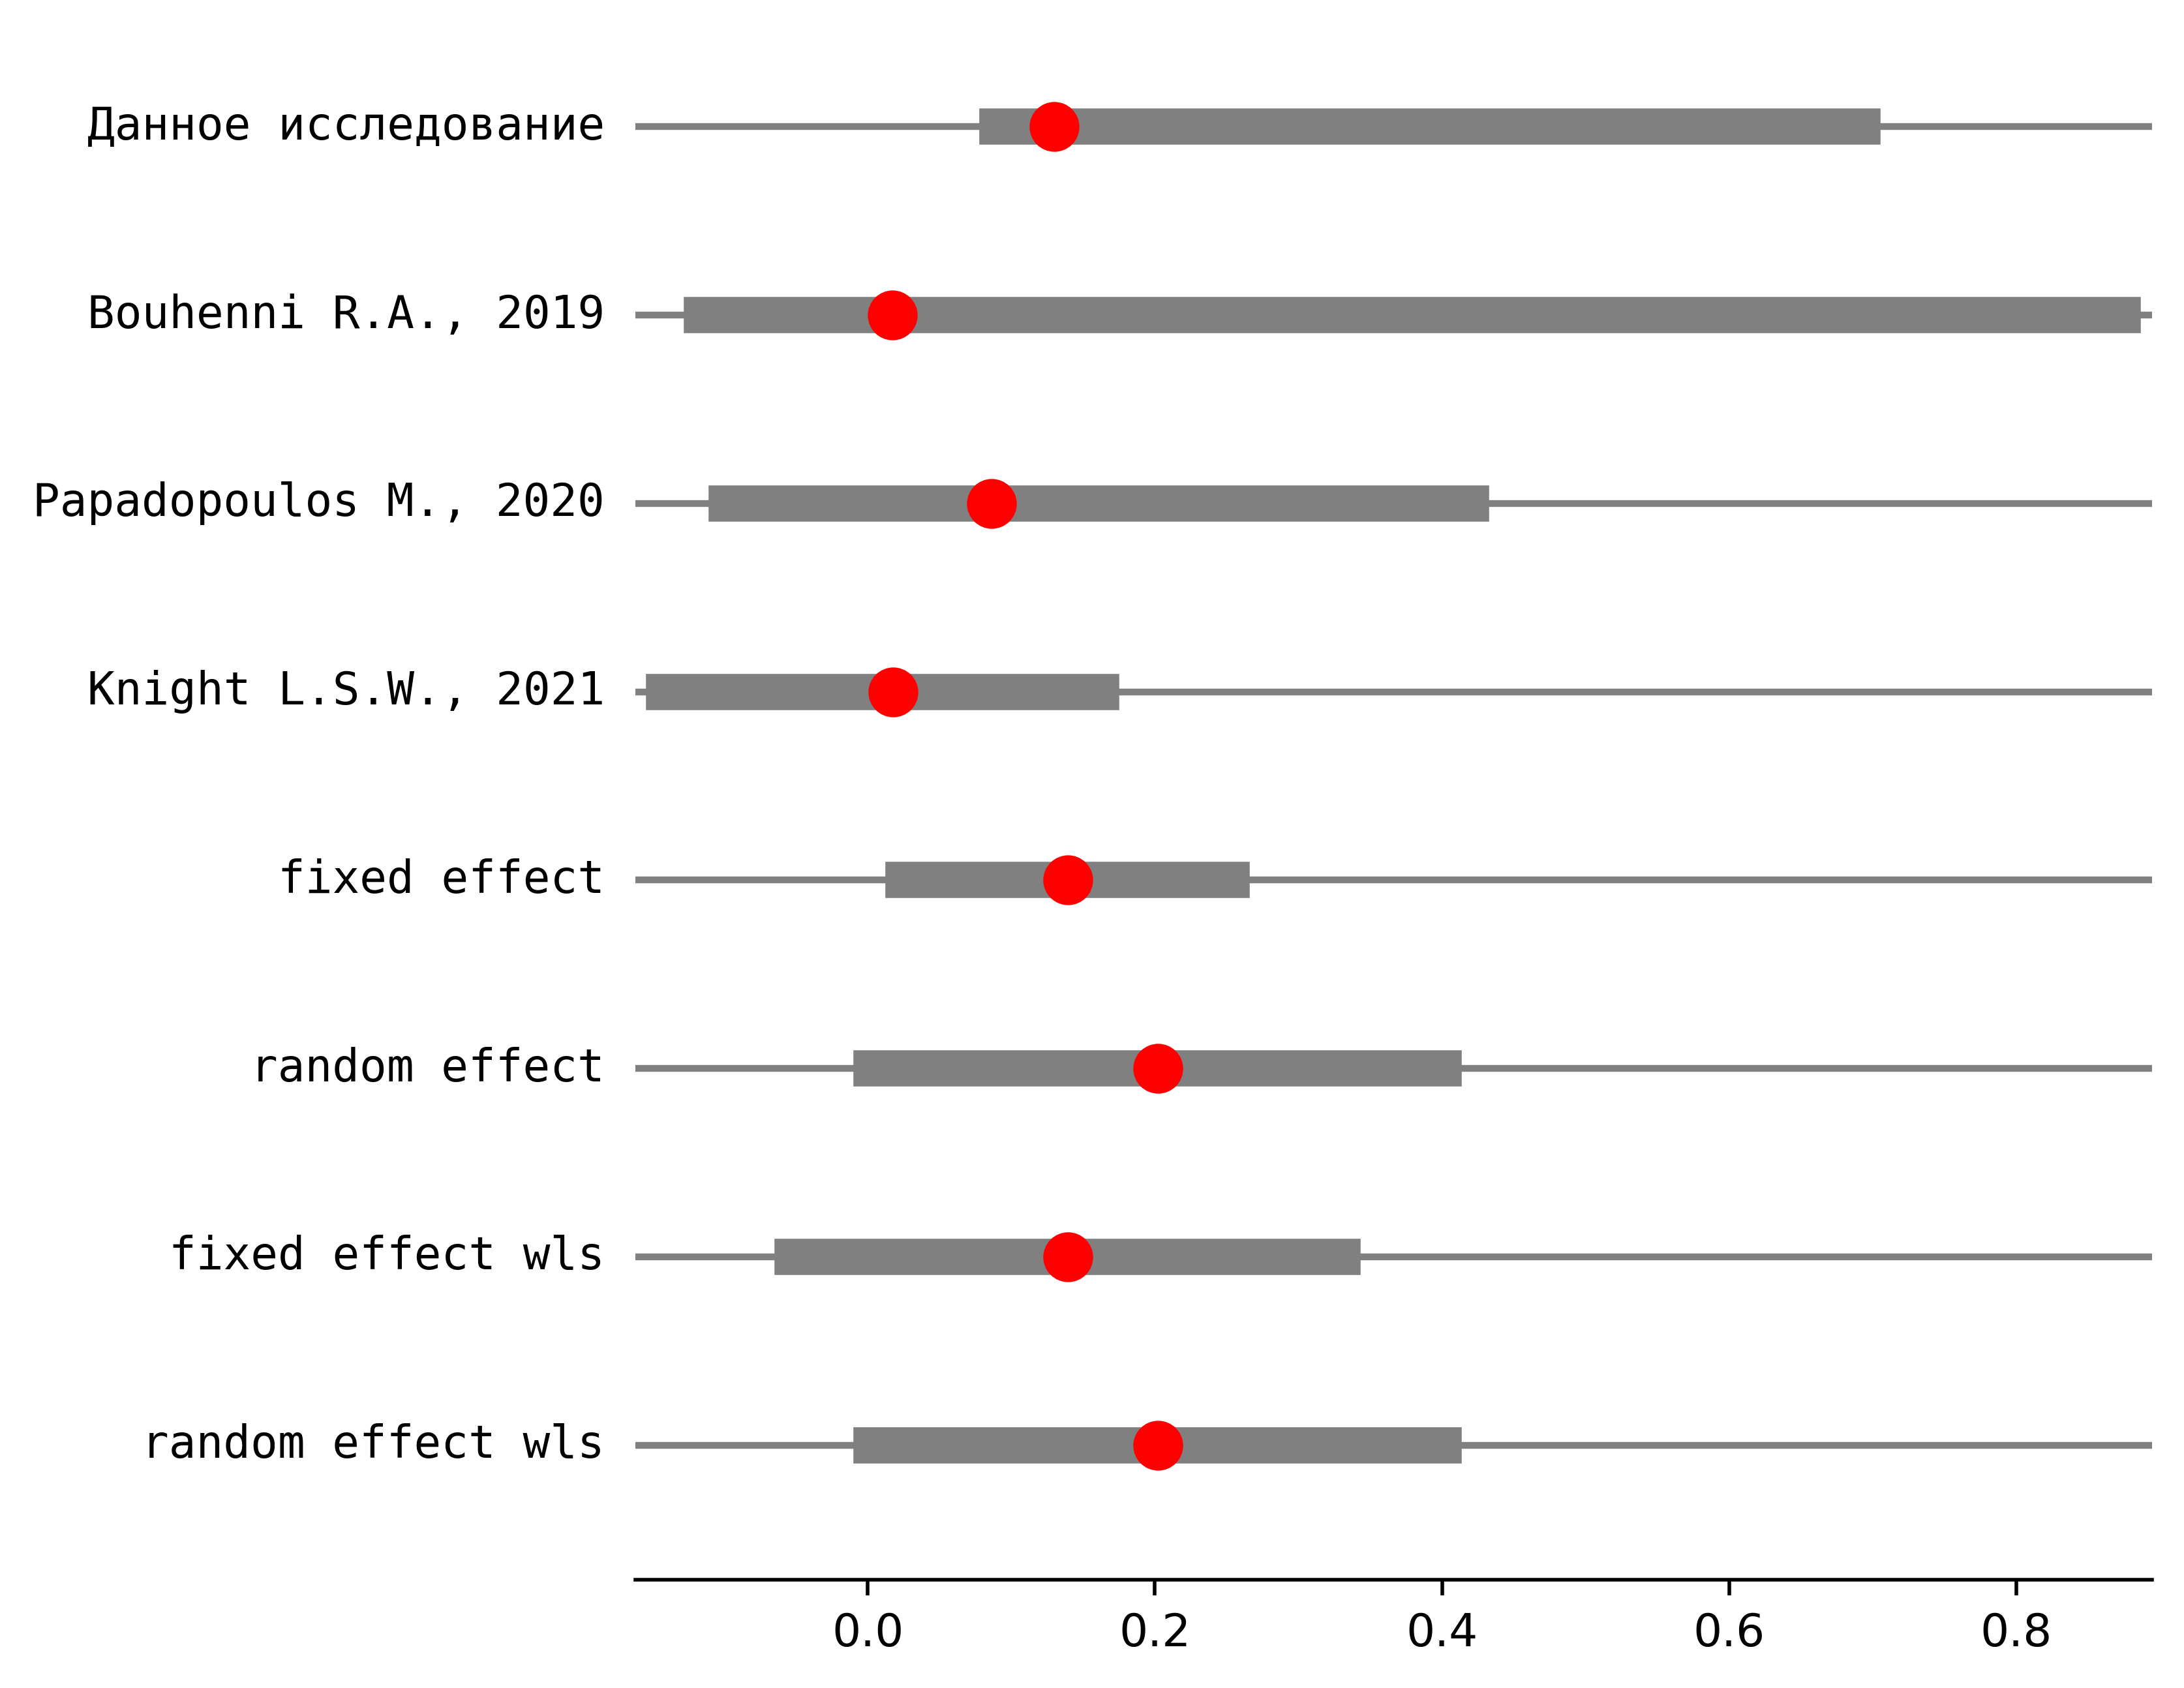 Данное исследование
Bouhenni R.A., 2019
Papadopoulos M., 2020
Knight L.S.W., 2021
fixed effect
random effect
fixed effect wls
random effect wls
0.0 0.2 0.4 0.6 0.8